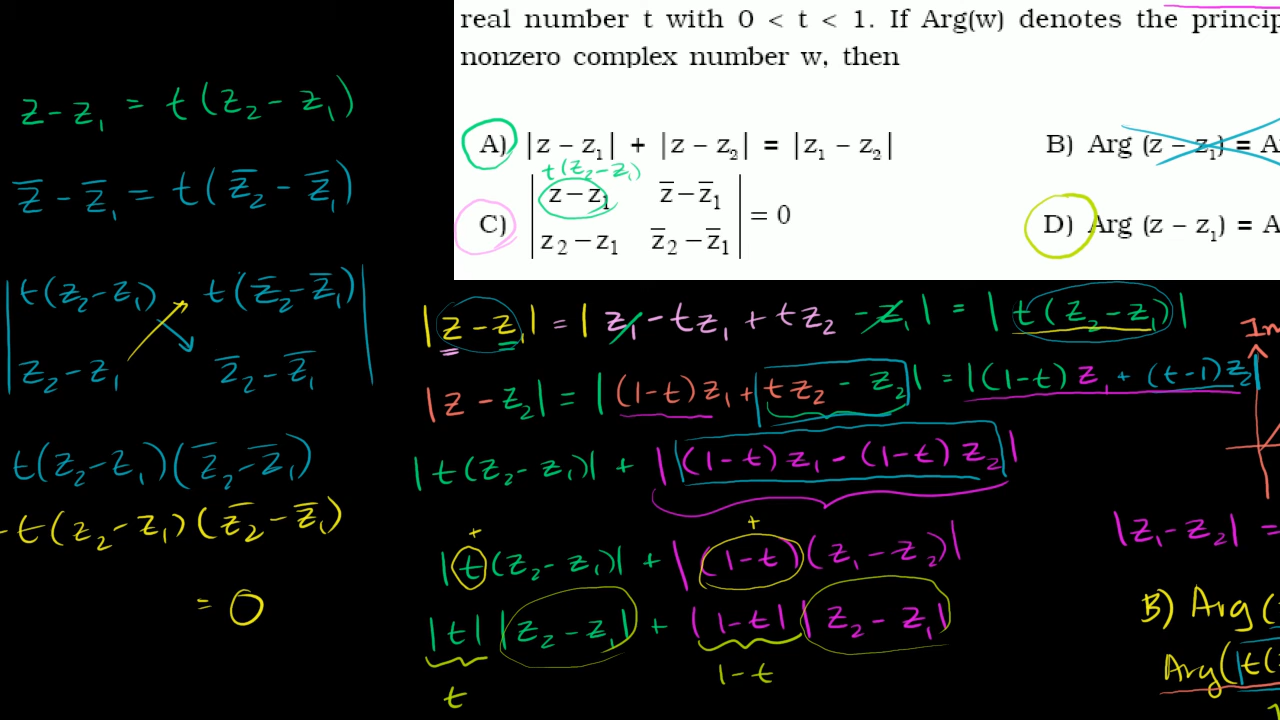 real number t with 0 < t < 1. If Arg(w) denotes the princip
nonzero complex number w, then
A) |z − z₁| + |z − z₂| = |z₁ − z₂|
B) Arg (z − z₁) = A
t(z₂−z₁)
C) | z−z₁ z̅−z̅₁ |
| z₂−z₁ z̅₂−z̅₁ | = 0
D) Arg (z − z₁) = A
z−z₁ = t(z₂−z₁)
z̅−z̅₁ = t(z̅₂−z̅₁)
| t(z₂−z₁) t(z̅₂−z̅₁) |
| z₂−z₁ z̅₂−z̅₁ |
t(z₂−z₁)(z̅₂−z̅₁)
−t(z₂−z₁)(z̅₂−z̅₁)
= 0
|z−z₁| = |z₁−tz₁+tz₂−z₁| = |t(z₂−z₁)|
|z−z₂| = |(1−t)z₁+tz₂−z₂| = |(1−t)z₁+(t−1)z₂|
|t(z₂−z₁)| + |(1−t)z₁−(1−t)z₂|
+ +
|t(z₂−z₁)| + |(1−t)(z₁−z₂)|
|t||z₂−z₁| + |1−t||z₂−z₁|
t 1−t
Im
|z₁−z₂| =
B) Arg(
Arg(t(